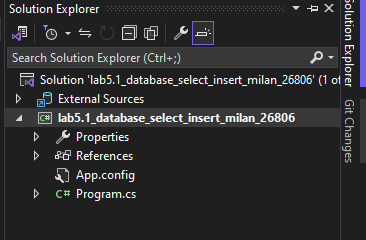 Solution Explorer
Search Solution Explorer (Ctrl+;)
Solution 'lab5.1_database_select_insert_milan_26806' (1 of
External Sources
C# lab5.1_database_select_insert_milan_26806
Properties
References
App.config
C# Program.cs
Solution Explorer
Git Changes